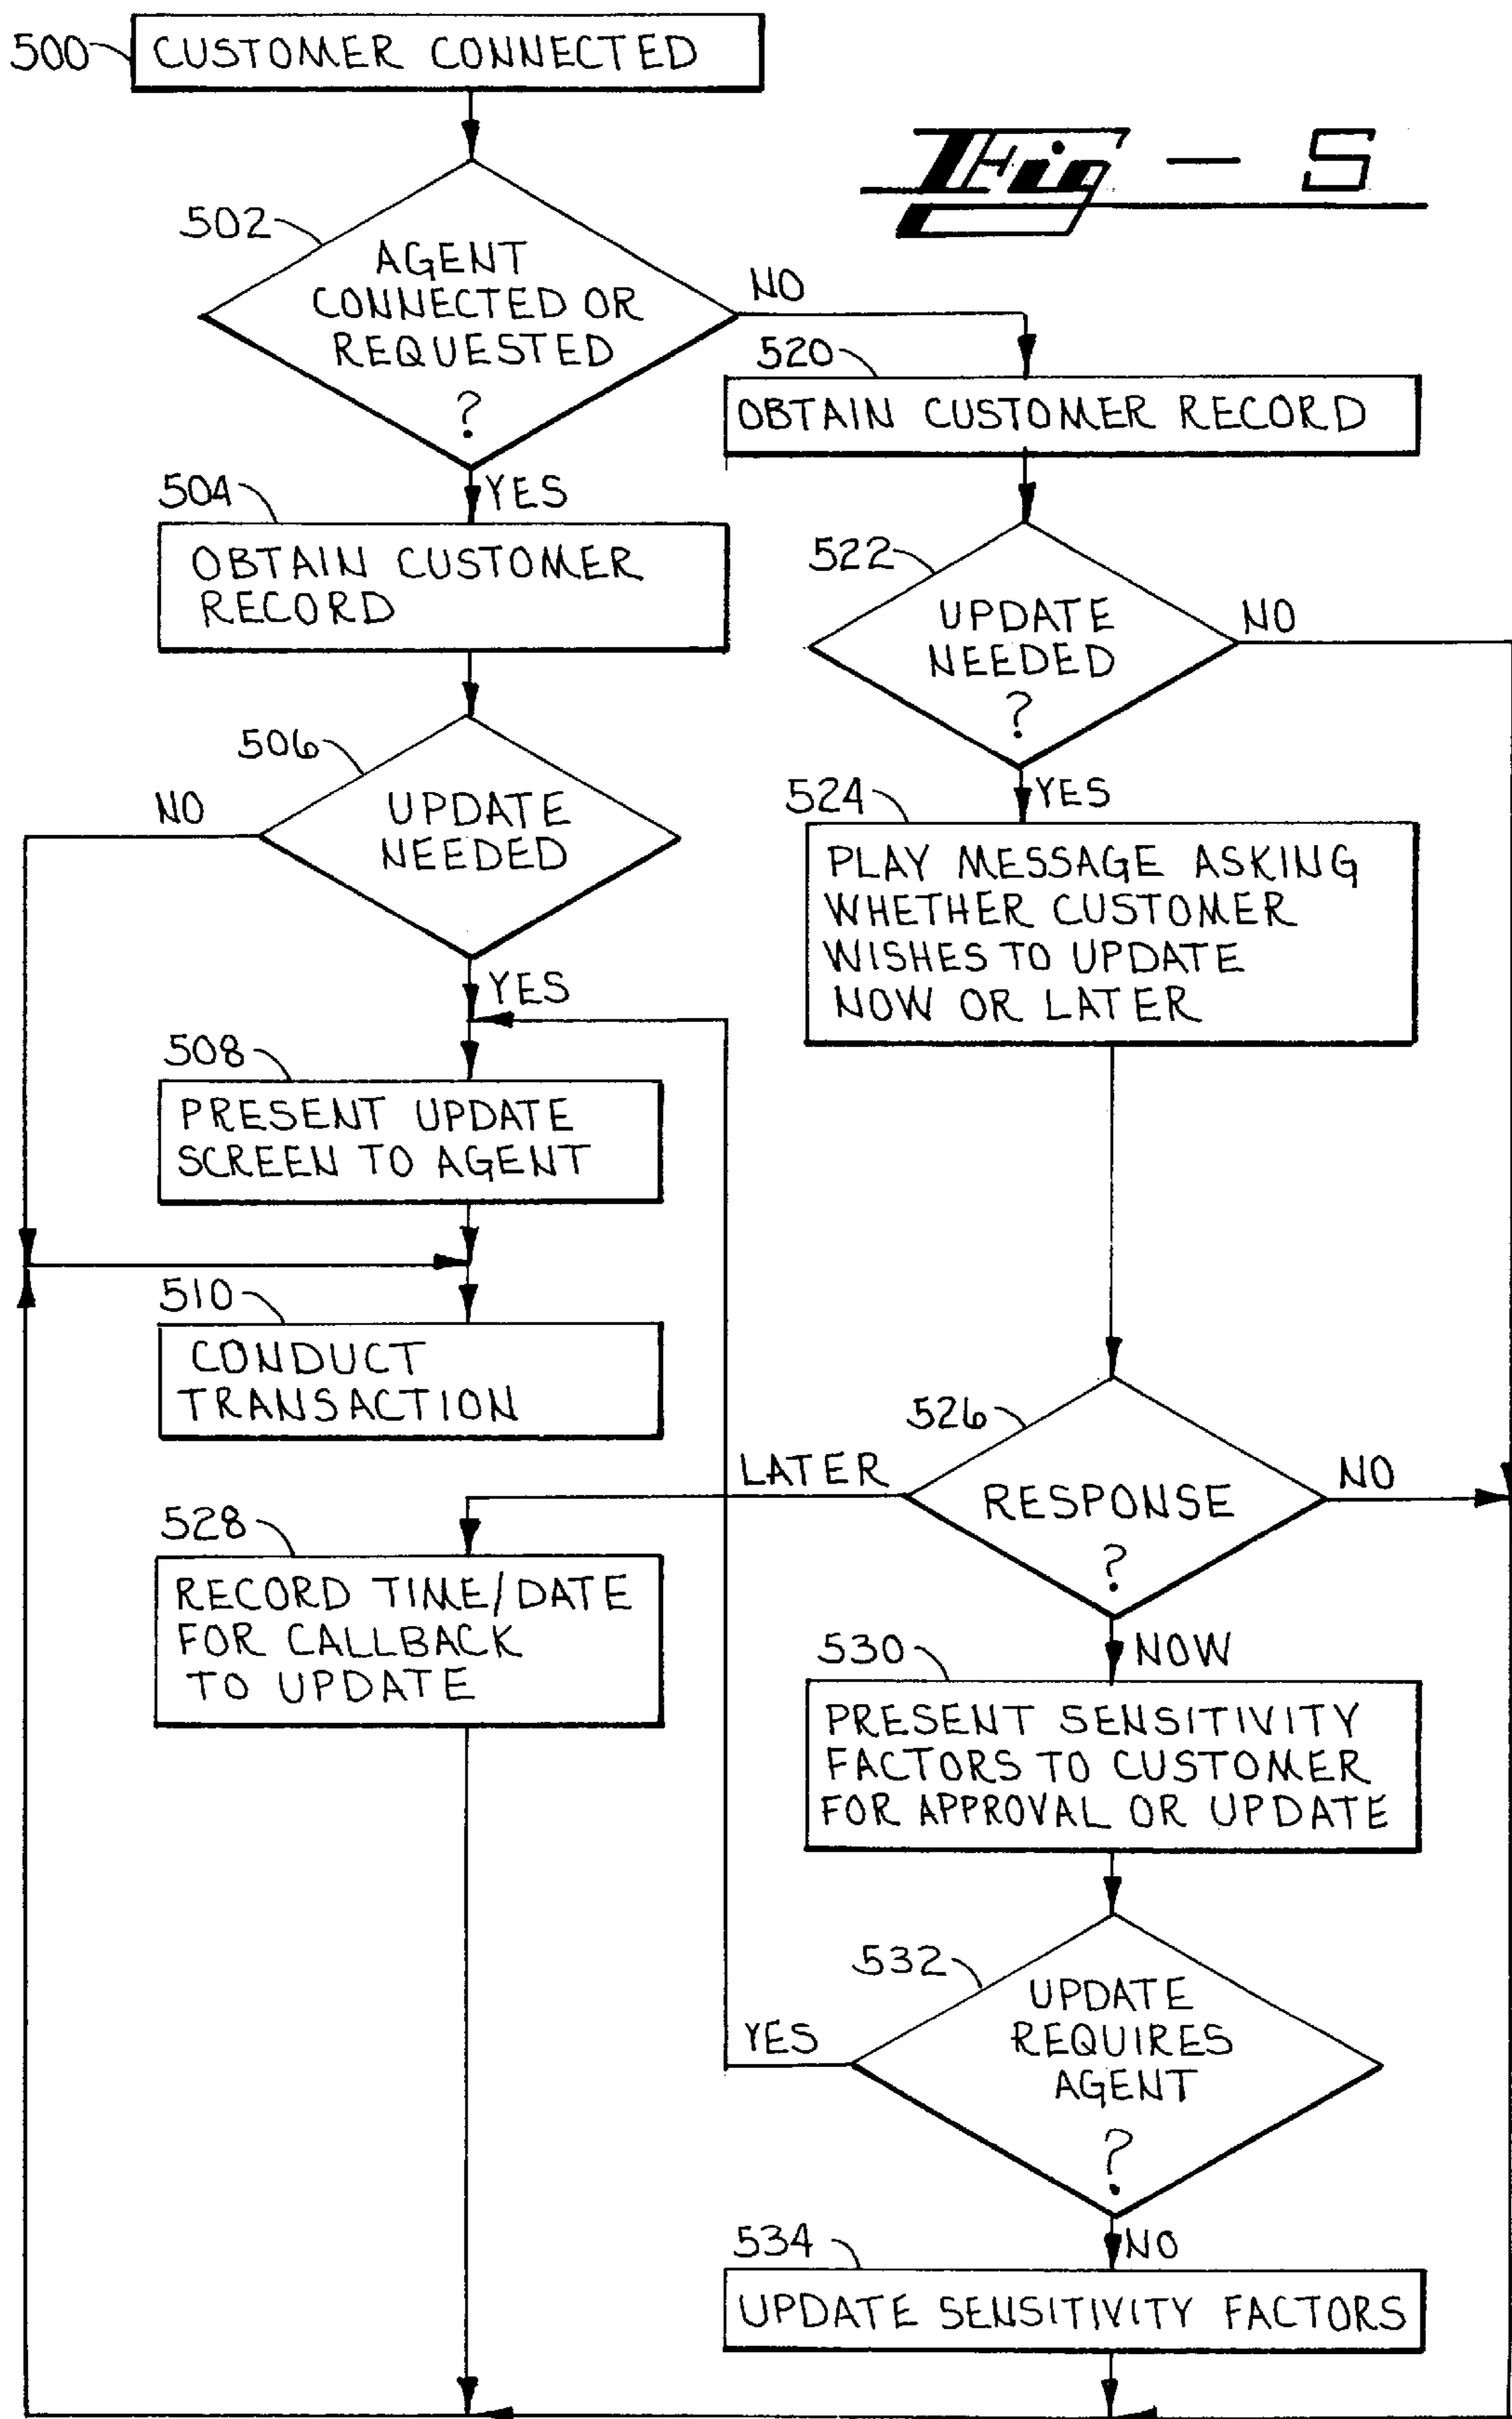 500
CUSTOMER CONNECTED
Fig - 5
502
AGENT
CONNECTED OR
REQUESTED
?
NO
YES
504
OBTAIN CUSTOMER
RECORD
506
UPDATE
NEEDED
NO
YES
508
PRESENT UPDATE
SCREEN TO AGENT
510
CONDUCT
TRANSACTION
520
OBTAIN CUSTOMER RECORD
522
UPDATE
NEEDED
?
NO
YES
524
PLAY MESSAGE ASKING
WHETHER CUSTOMER
WISHES TO UPDATE
NOW OR LATER
526
RESPONSE
?
LATER
NO
NOW
528
RECORD TIME/DATE
FOR CALLBACK
TO UPDATE
530
PRESENT SENSITIVITY
FACTORS TO CUSTOMER
FOR APPROVAL OR UPDATE
532
UPDATE
REQUIRES
AGENT
?
YES
NO
534
UPDATE SENSITIVITY FACTORS